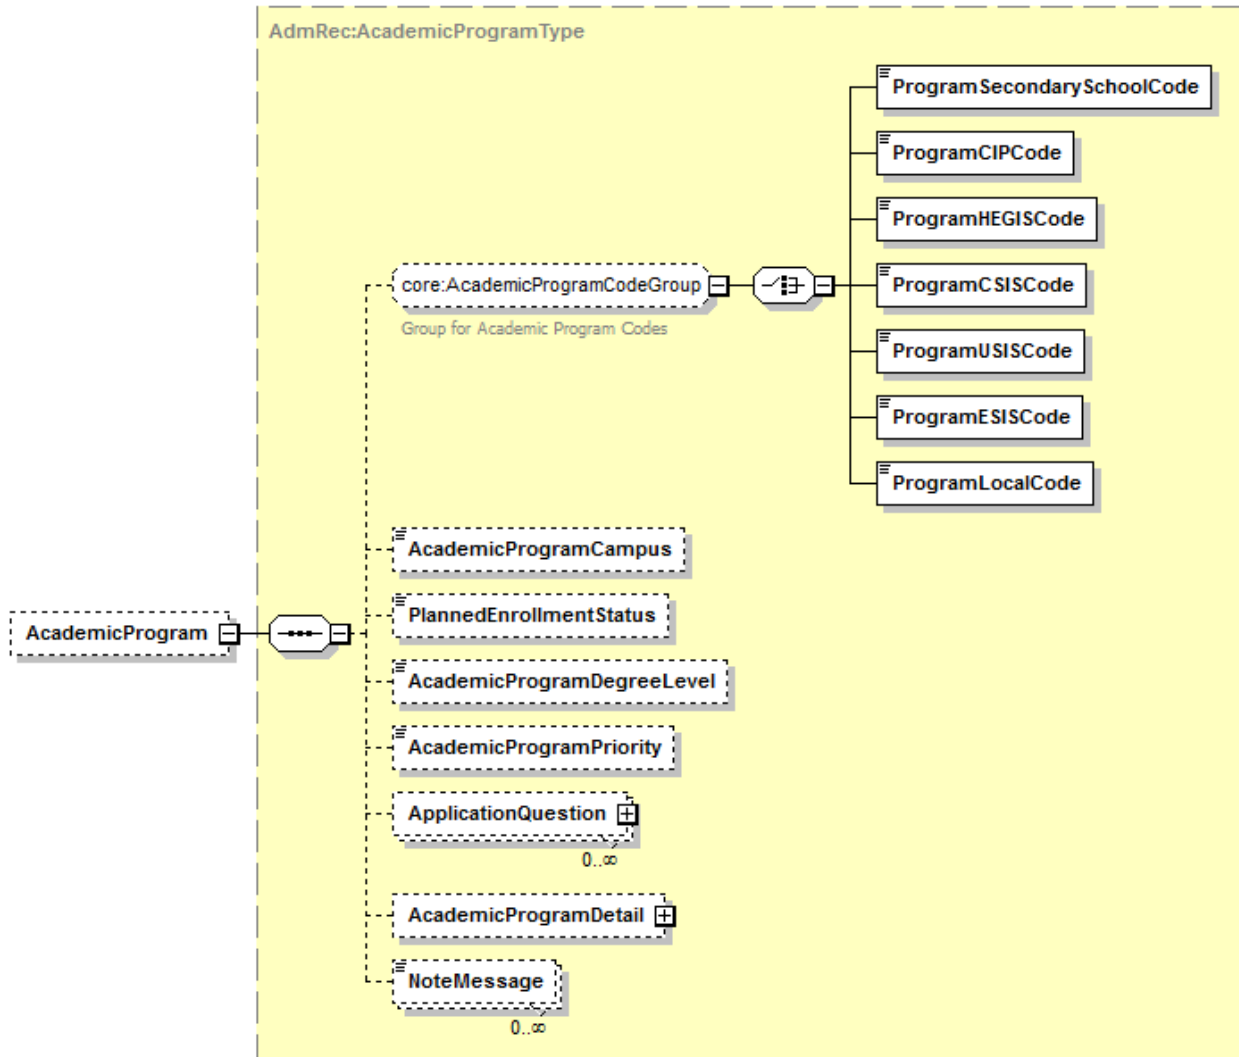 AdmRec:AcademicProgramType
ProgramSecondarySchoolCode
ProgramCIPCode
ProgramHEGISCode
core:AcademicProgramCodeGroup
ProgramCSISCode
Group for Academic Program Codes
ProgramUSISCode
ProgramESISCode
ProgramLocalCode
AcademicProgramCampus
PlannedEnrollmentStatus
AcademicProgram
AcademicProgramDegreeLevel
AcademicProgramPriority
ApplicationQuestion
0..∞
AcademicProgramDetail
NoteMessage
0..∞